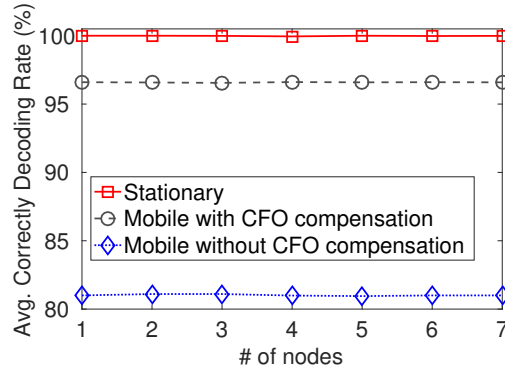 Avg. Correctly Decoding Rate (%)
100
95
90
85
80
Stationary
Mobile with CFO compensation
Mobile without CFO compensation
1 2 3 4 5 6 7
# of nodes